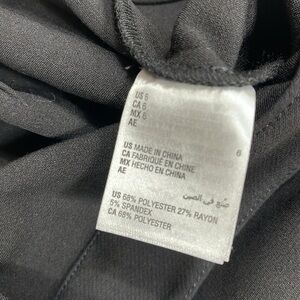 US 6
CA 6
MX 6
AE
6
US MADE IN CHINA
CA FABRIQUÉ EN CHINE
MX HECHO EN CHINA
AE
صنع في الصين
US 68% POLYESTER 27% RAYON
5% SPANDEX
CA 68% POLYESTER